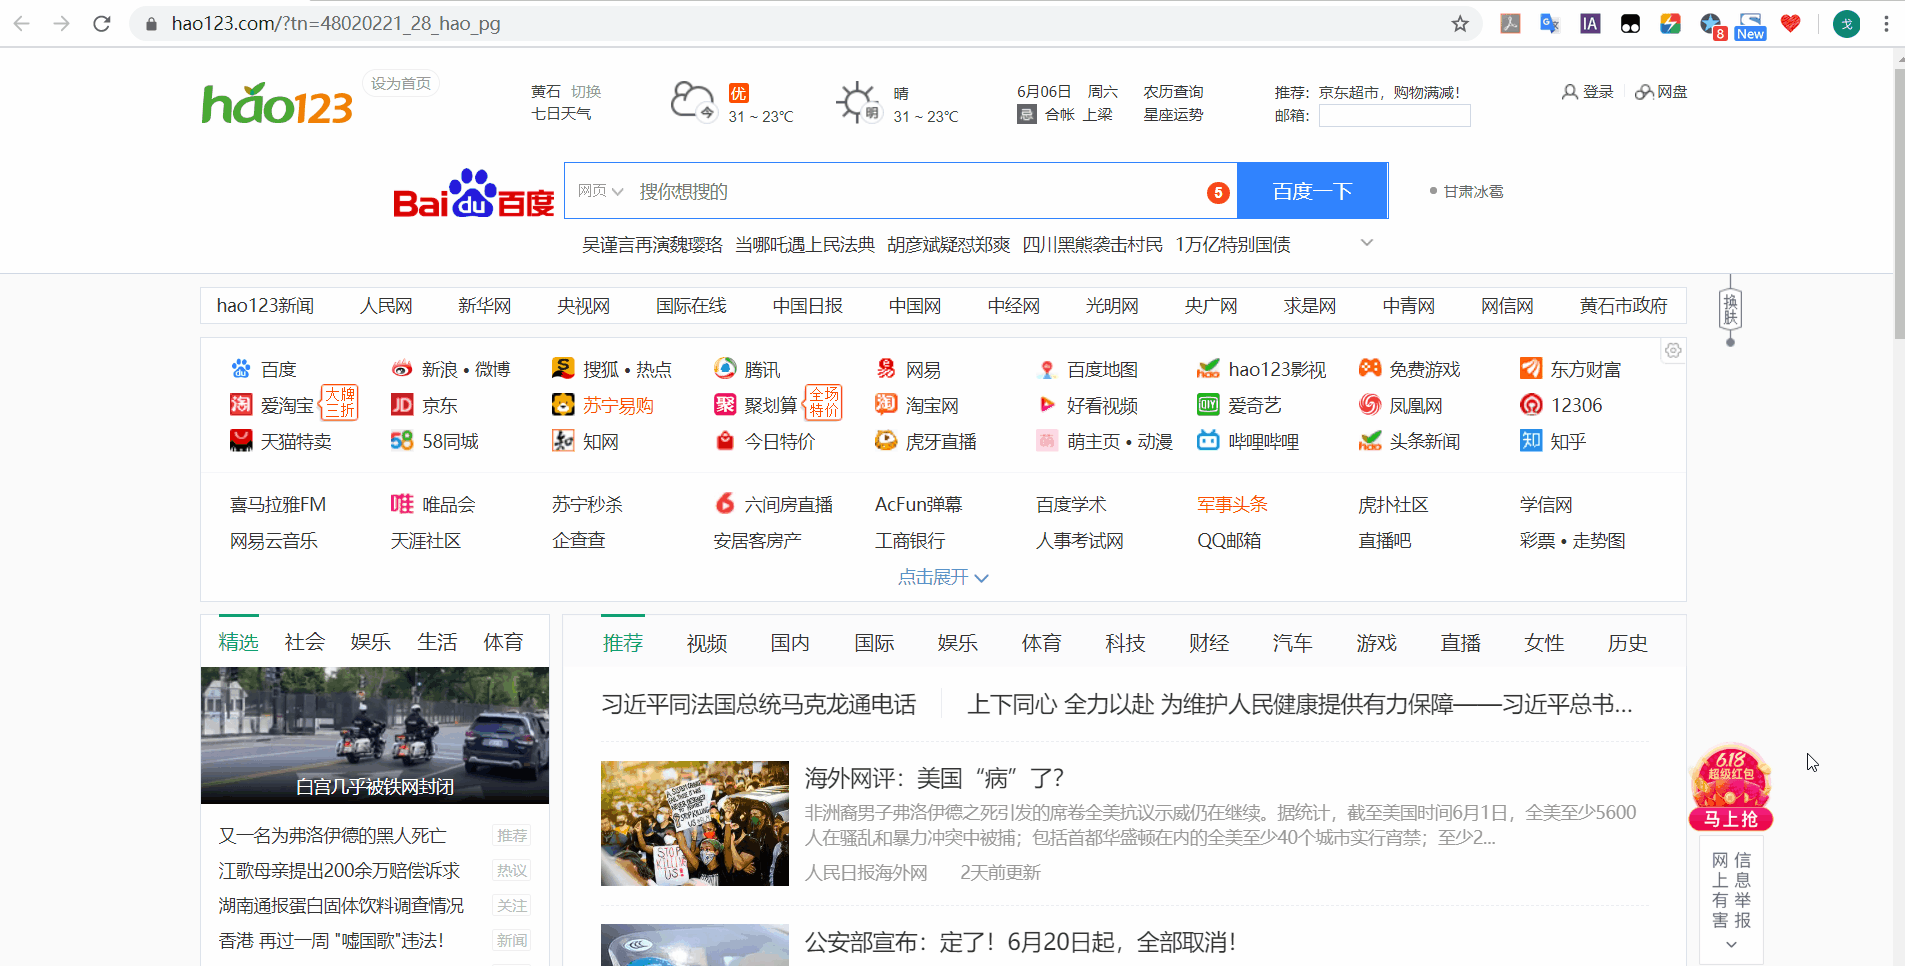 hao123.com/?tn=48020221_28_hao_pg
IA
8
New
戈
hao123
设为首页
黄石 切换
七日天气
今
优
31 ~ 23℃
明
晴
31 ~ 23℃
6月06日 周六
忌 合帐 上梁
农历查询
星座运势
推荐：京东超市，购物满减！
邮箱：
登录
网盘
Bai du 百度
网页
搜你想搜的
5
百度一下
甘肃冰雹
吴谨言再演魏璎珞 当哪吒遇上民法典 胡彦斌疑怼郑爽 四川黑熊袭击村民 1万亿特别国债
hao123新闻 人民网 新华网 央视网 国际在线 中国日报 中国网 中经网 光明网 央广网 求是网 中青网 网信网 黄石市政府
换肤
百度 新浪 • 微博 搜狐 • 热点 腾讯 网易 百度地图 hao123影视 免费游戏 东方财富
爱淘宝 大牌三折 京东 苏宁易购 聚划算 全场特价 淘宝网 好看视频 爱奇艺 凤凰网 12306
天猫特卖 58同城 知网 今日特价 虎牙直播 萌主页 • 动漫 哔哩哔哩 头条新闻 知乎
喜马拉雅FM 唯品会 苏宁秒杀 六间房直播 AcFun弹幕 百度学术 军事头条 虎扑社区 学信网
网易云音乐 天涯社区 企查查 安居客房产 工商银行 人事考试网 QQ邮箱 直播吧 彩票 • 走势图
点击展开
精选 社会 娱乐 生活 体育
白宫几乎被铁网封闭
又一名为弗洛伊德的黑人死亡 推荐
江歌母亲提出200余万赔偿诉求 热议
湖南通报蛋白固体饮料调查情况 关注
香港 再过一周 "嘘国歌"违法！ 新闻
推荐 视频 国内 国际 娱乐 体育 科技 财经 汽车 游戏 直播 女性 历史
习近平同法国总统马克龙通电话
上下同心 全力以赴 为维护人民健康提供有力保障——习近平总书...
海外网评：美国“病”了？
非洲裔男子弗洛伊德之死引发的席卷全美抗议示威仍在继续。据统计，截至美国时间6月1日，全美至少5600
人在骚乱和暴力冲突中被捕；包括首都华盛顿在内的全美至少40个城市实行宵禁；至少2...
人民日报海外网 2天前更新
公安部宣布：定了！6月20日起，全部取消！
6.18
超级红包
马上抢
网上有害
信息举报